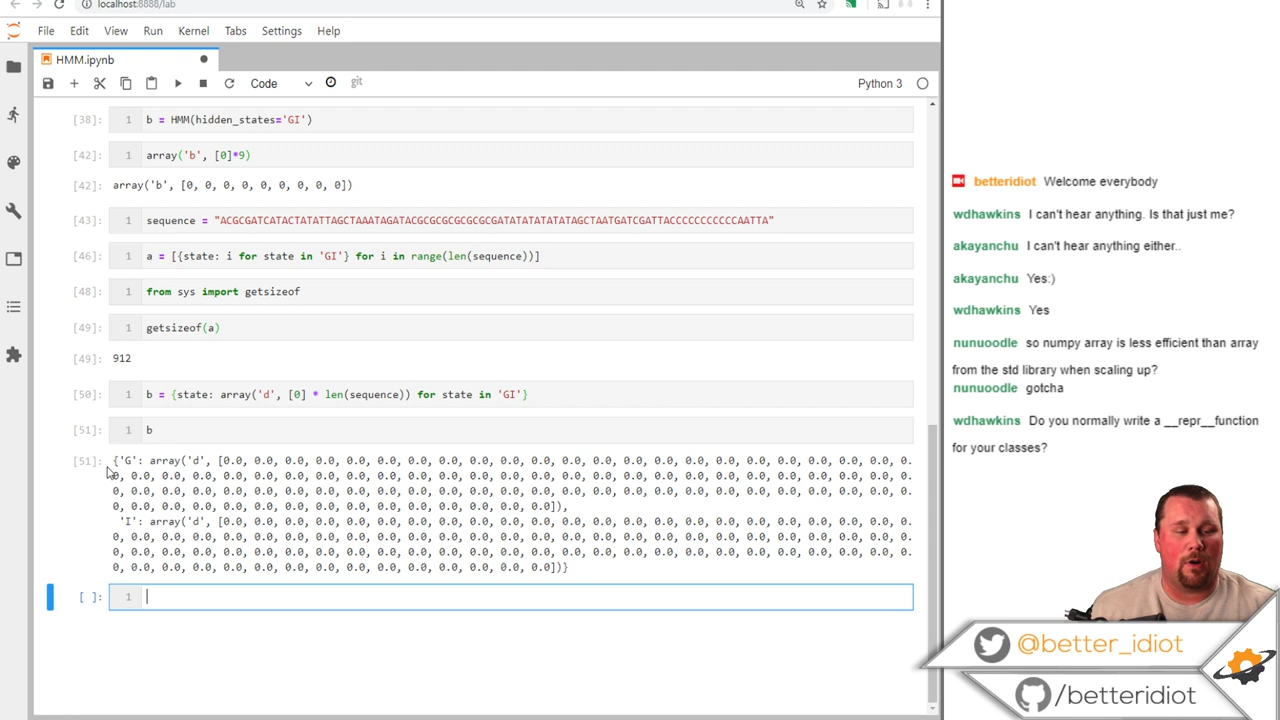 localhost:8888/lab
File Edit View Run Kernel Tabs Settings Help
HMM.ipynb
Code git Python 3
[38]: 1 b = HMM(hidden_states='GI')
[42]: 1 array('b', [0]*9)
[42]: array('b', [0, 0, 0, 0, 0, 0, 0, 0, 0])
[43]: 1 sequence = "ACGCGATCATACTATATTAGCTAAATAGATACGCGCGCGCGCGATATATATATATAGCTAATGATCGATTACCCCCCCCCCCAATTA"
[46]: 1 a = [{state: i for state in 'GI'} for i in range(len(sequence))]
[48]: 1 from sys import getsizeof
[49]: 1 getsizeof(a)
[49]: 912
[50]: 1 b = {state: array('d', [0] * len(sequence)) for state in 'GI'}
[51]: 1 b
[51]: {'G': array('d', [0.0, 0.0, 0.0, 0.0, 0.0, 0.0, 0.0, 0.0, 0.0, 0.0, 0.0, 0.0, 0.0, 0.0, 0.0, 0.0, 0.0, 0.0, 0.0, 0.0, 0.0, 0.0, 0.
0, 0.0, 0.0, 0.0, 0.0, 0.0, 0.0, 0.0, 0.0, 0.0, 0.0, 0.0, 0.0, 0.0, 0.0, 0.0, 0.0, 0.0, 0.0, 0.0, 0.0, 0.0, 0.0, 0.0, 0.0, 0.0, 0.
0, 0.0, 0.0, 0.0, 0.0, 0.0, 0.0, 0.0, 0.0, 0.0, 0.0, 0.0, 0.0, 0.0, 0.0, 0.0, 0.0, 0.0, 0.0, 0.0, 0.0, 0.0, 0.0, 0.0, 0.0, 0.0, 0.
0, 0.0, 0.0, 0.0, 0.0, 0.0, 0.0, 0.0, 0.0, 0.0, 0.0, 0.0, 0.0, 0.0, 0.0]),
'I': array('d', [0.0, 0.0, 0.0, 0.0, 0.0, 0.0, 0.0, 0.0, 0.0, 0.0, 0.0, 0.0, 0.0, 0.0, 0.0, 0.0, 0.0, 0.0, 0.0, 0.0, 0.0, 0.0, 0.
0, 0.0, 0.0, 0.0, 0.0, 0.0, 0.0, 0.0, 0.0, 0.0, 0.0, 0.0, 0.0, 0.0, 0.0, 0.0, 0.0, 0.0, 0.0, 0.0, 0.0, 0.0, 0.0, 0.0, 0.0, 0.0, 0.
0, 0.0, 0.0, 0.0, 0.0, 0.0, 0.0, 0.0, 0.0, 0.0, 0.0, 0.0, 0.0, 0.0, 0.0, 0.0, 0.0, 0.0, 0.0, 0.0, 0.0, 0.0, 0.0, 0.0, 0.0, 0.0, 0.
0, 0.0, 0.0, 0.0, 0.0, 0.0, 0.0, 0.0, 0.0, 0.0, 0.0, 0.0, 0.0, 0.0, 0.0])}
[ ]: 1
betteridiot Welcome everybody
wdhawkins I can't hear anything. Is that just me?
akayanchu I can't hear anything either..
akayanchu Yes:)
wdhawkins Yes
nunuoodle so numpy array is less efficient than array
from the std library when scaling up?
nunuoodle gotcha
wdhawkins Do you normally write a __repr__function
for your classes?
@better_idiot
/betteridiot